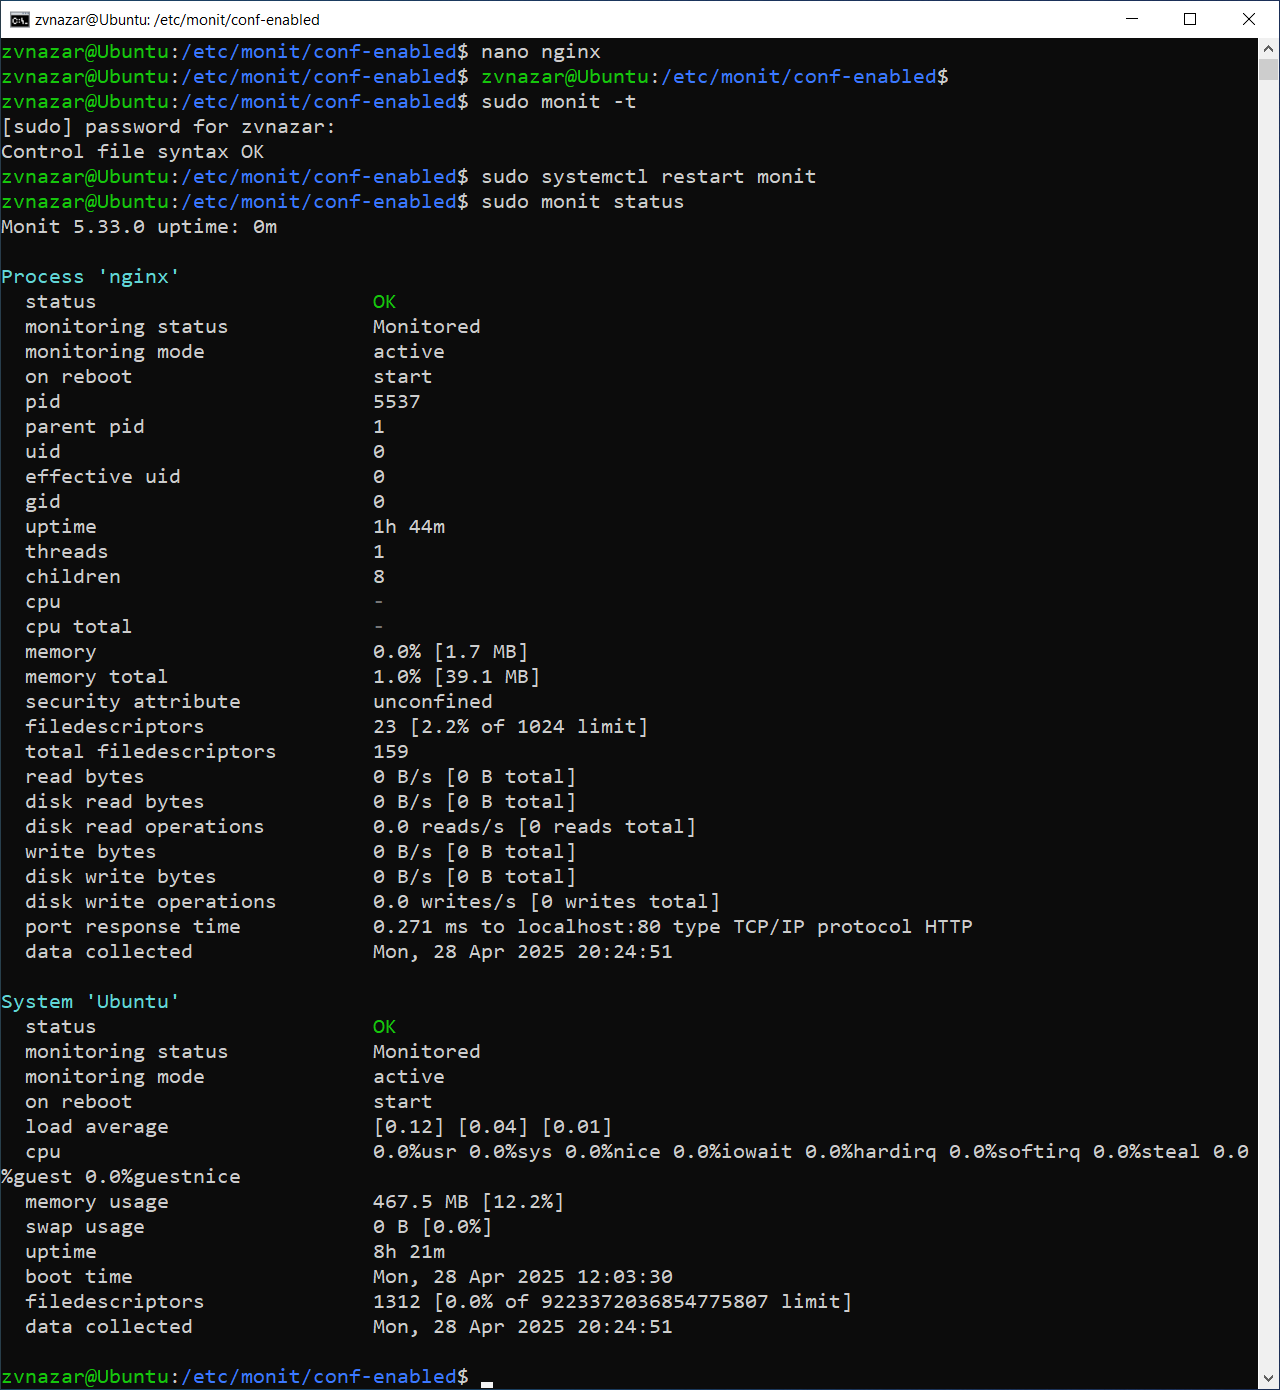 zvnazar@Ubuntu: /etc/monit/conf-enabled
zvnazar@Ubuntu:/etc/monit/conf-enabled$ nano nginx
zvnazar@Ubuntu:/etc/monit/conf-enabled$ zvnazar@Ubuntu:/etc/monit/conf-enabled$
zvnazar@Ubuntu:/etc/monit/conf-enabled$ sudo monit -t
[sudo] password for zvnazar:
Control file syntax OK
zvnazar@Ubuntu:/etc/monit/conf-enabled$ sudo systemctl restart monit
zvnazar@Ubuntu:/etc/monit/conf-enabled$ sudo monit status
Monit 5.33.0 uptime: 0m
Process 'nginx'
status OK
monitoring status Monitored
monitoring mode active
on reboot start
pid 5537
parent pid 1
uid 0
effective uid 0
gid 0
uptime 1h 44m
threads 1
children 8
cpu -
cpu total -
memory 0.0% [1.7 MB]
memory total 1.0% [39.1 MB]
security attribute unconfined
filedescriptors 23 [2.2% of 1024 limit]
total filedescriptors 159
read bytes 0 B/s [0 B total]
disk read bytes 0 B/s [0 B total]
disk read operations 0.0 reads/s [0 reads total]
write bytes 0 B/s [0 B total]
disk write bytes 0 B/s [0 B total]
disk write operations 0.0 writes/s [0 writes total]
port response time 0.271 ms to localhost:80 type TCP/IP protocol HTTP
data collected Mon, 28 Apr 2025 20:24:51
System 'Ubuntu'
status OK
monitoring status Monitored
monitoring mode active
on reboot start
load average [0.12] [0.04] [0.01]
cpu 0.0%usr 0.0%sys 0.0%nice 0.0%iowait 0.0%hardirq 0.0%softirq 0.0%steal 0.0
%guest 0.0%guestnice
memory usage 467.5 MB [12.2%]
swap usage 0 B [0.0%]
uptime 8h 21m
boot time Mon, 28 Apr 2025 12:03:30
filedescriptors 1312 [0.0% of 9223372036854775807 limit]
data collected Mon, 28 Apr 2025 20:24:51
zvnazar@Ubuntu:/etc/monit/conf-enabled$